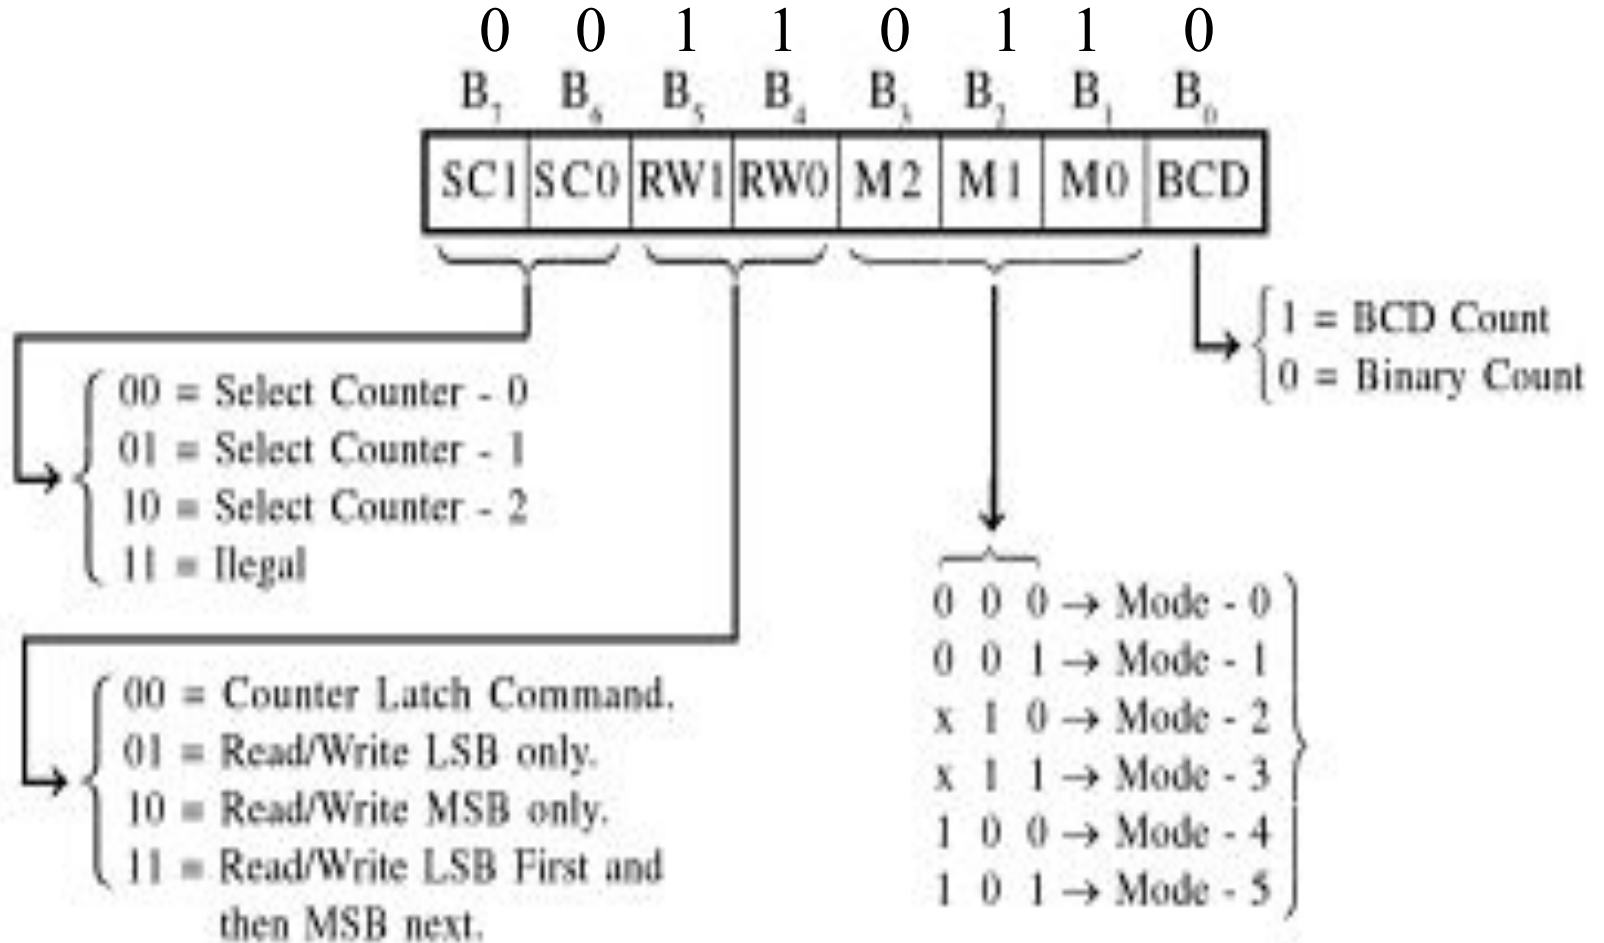 0 0 1 1 0 1 1 0
B7 B6 B5 B4 B3 B2 B1 B0
SC1 SC0 RW1 RW0 M2 M1 M0 BCD
1 = BCD Count
0 = Binary Count
00 = Select Counter - 0
01 = Select Counter - 1
10 = Select Counter - 2
11 = Ilegal
0 0 0 → Mode - 0
0 0 1 → Mode - 1
x 1 0 → Mode - 2
x 1 1 → Mode - 3
1 0 0 → Mode - 4
1 0 1 → Mode - 5
00 = Counter Latch Command.
01 = Read/Write LSB only.
10 = Read/Write MSB only.
11 = Read/Write LSB First and
then MSB next.